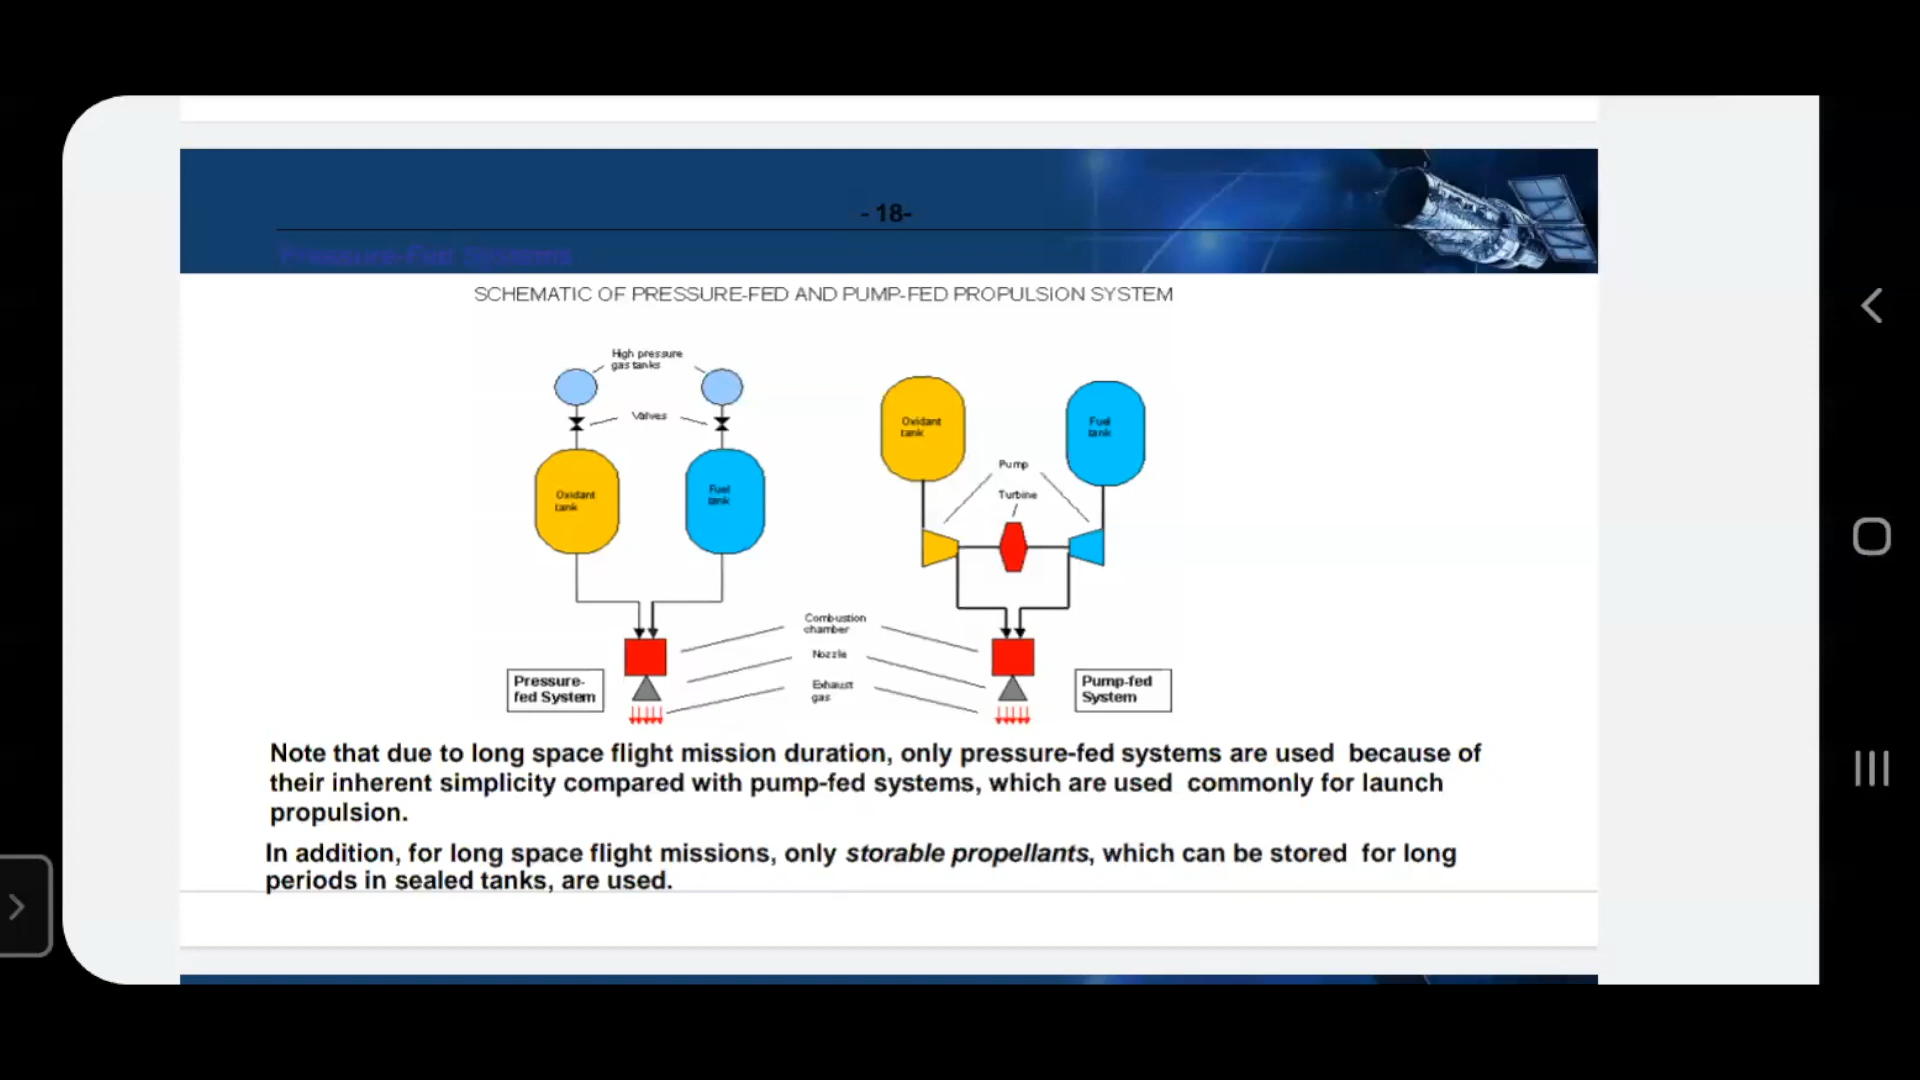 - 18-
Pressure-Fed Systems
SCHEMATIC OF PRESSURE-FED AND PUMP-FED PROPULSION SYSTEM
High pressure
gas tanks
Valves
Oxidant
tank
Fuel
tank
Oxidant
tank
Fuel
tank
Pump
Turbine
Combustion
chamber
Nozzle
Exhaust
gas
Pressure-
fed System
Pump-fed
System
Note that due to long space flight mission duration, only pressure-fed systems are used because of
their inherent simplicity compared with pump-fed systems, which are used commonly for launch
propulsion.
In addition, for long space flight missions, only storable propellants, which can be stored for long
periods in sealed tanks, are used.